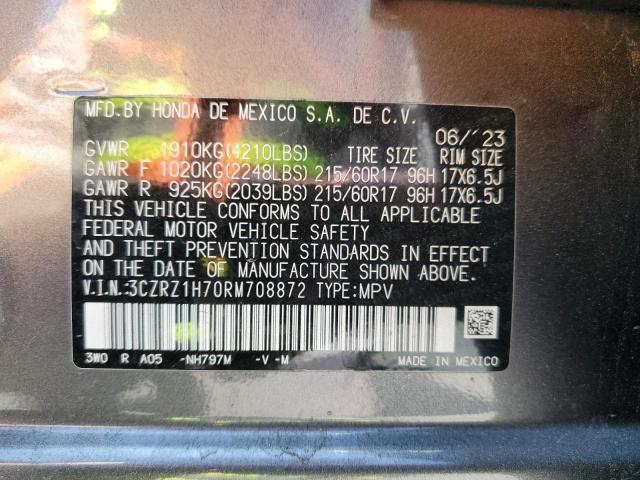 MFD.BY HONDA DE MEXICO S.A. DE C.V.
06/'23
GVWR 1910KG(4210LBS) TIRE SIZE RIM SIZE
GAWR F 1020KG(2248LBS) 215/60R17 96H 17X6.5J
GAWR R 925KG(2039LBS) 215/60R17 96H 17X6.5J
THIS VEHICLE CONFORMS TO ALL APPLICABLE
FEDERAL MOTOR VEHICLE SAFETY
AND THEFT PREVENTION STANDARDS IN EFFECT
ON THE DATE OF MANUFACTURE SHOWN ABOVE.
V.I.N.:3CZRZ1H70RM708872 TYPE:MPV
3W0 R A05 -NH797M -V -M MADE IN MEXICO